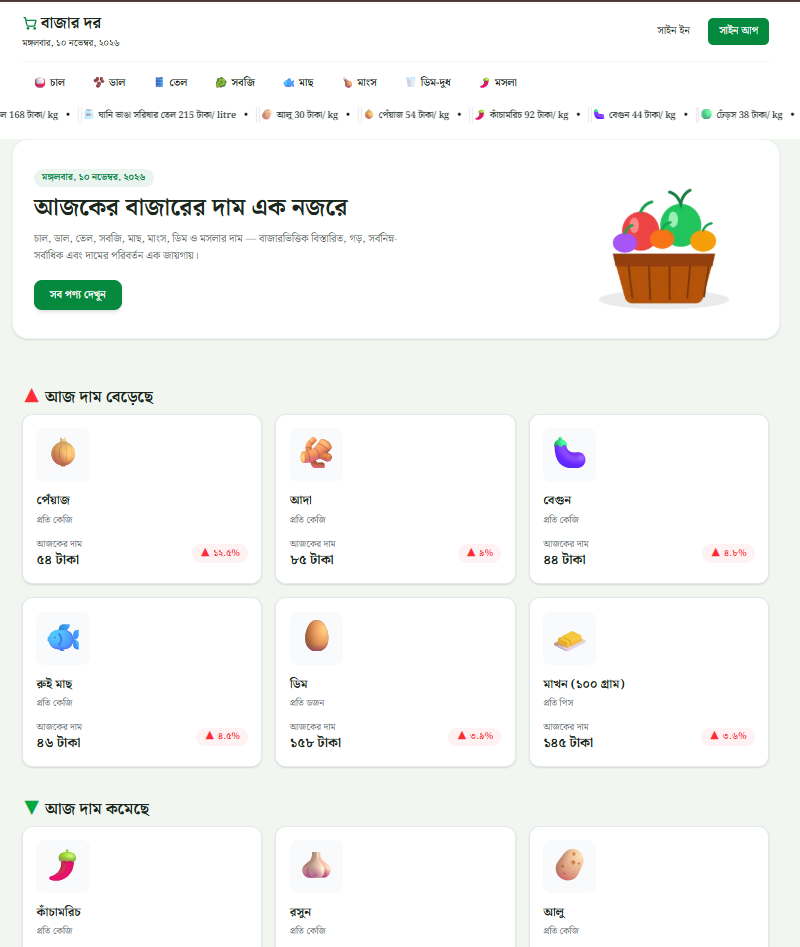 বাজার দর
মঙ্গলবার, ১০ নভেম্বর, ২০২৬
সাইন ইন
সাইন আপ
চাল ডাল তেল সবজি মাছ মাংস ডিম-দুধ মসলা
ল 168 টাকা/ kg • ঘানি ভাঙা সরিষার তেল 215 টাকা/ litre • আলু 30 টাকা/ kg • পেঁয়াজ 54 টাকা/ kg • কাঁচামরিচ 92 টাকা/ kg • বেগুন 44 টাকা/ kg • ঢেঁড়স 38 টাকা/ kg •
মঙ্গলবার, ১০ নভেম্বর, ২০২৬
আজকের বাজারের দাম এক নজরে
চাল, ডাল, তেল, সবজি, মাছ, মাংস, ডিম ও মসলার দাম — বাজারভিত্তিক বিস্তারিত, গড়, সর্বনিম্ন-
সর্বাধিক এবং দামের পরিবর্তন এক জায়গায়।
সব পণ্য দেখুন
▲ আজ দাম বেড়েছে
পেঁয়াজ
প্রতি কেজি
আজকের দাম
৫৪ টাকা
▲ ১২.৫%
আদা
প্রতি কেজি
আজকের দাম
৮৫ টাকা
▲ ৯%
বেগুন
প্রতি কেজি
আজকের দাম
৪৪ টাকা
▲ ৪.৮%
রুই মাছ
প্রতি কেজি
আজকের দাম
৪৬ টাকা
▲ ৪.৫%
ডিম
প্রতি ডজন
আজকের দাম
১৫৮ টাকা
▲ ৩.৯%
মাখন (১০০ গ্রাম)
প্রতি পিস
আজকের দাম
১৪৫ টাকা
▲ ৩.৬%
▼ আজ দাম কমেছে
কাঁচামরিচ
প্রতি কেজি
রসুন
প্রতি কেজি
আলু
প্রতি কেজি